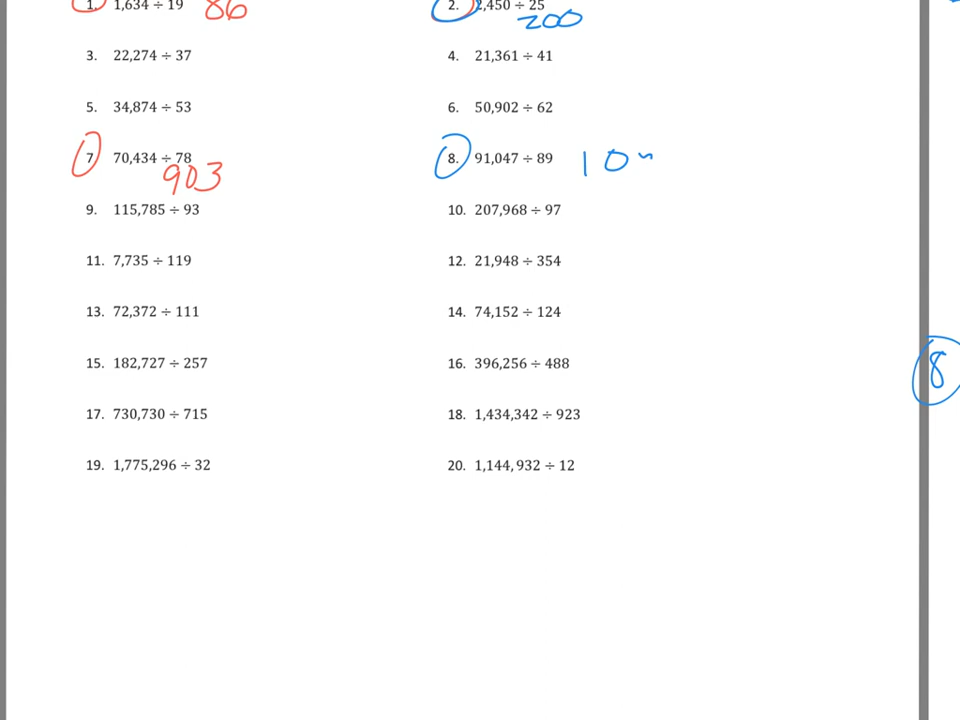 1. 1,634 ÷ 19 86 2. 2,450 ÷ 25 200
3. 22,274 ÷ 37 4. 21,361 ÷ 41
5. 34,874 ÷ 53 6. 50,902 ÷ 62
7. 70,434 ÷ 78 903 8. 91,047 ÷ 89 10
9. 115,785 ÷ 93 10. 207,968 ÷ 97
11. 7,735 ÷ 119 12. 21,948 ÷ 354
13. 72,372 ÷ 111 14. 74,152 ÷ 124
15. 182,727 ÷ 257 16. 396,256 ÷ 488
8
17. 730,730 ÷ 715 18. 1,434,342 ÷ 923
19. 1,775,296 ÷ 32 20. 1,144,932 ÷ 12